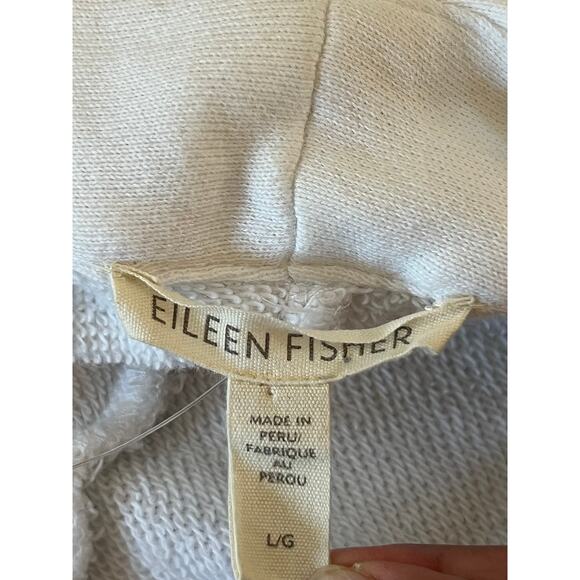 EILEEN FISHER
MADE IN
PERU/
FABRIQUE
AU
PEROU
L/G